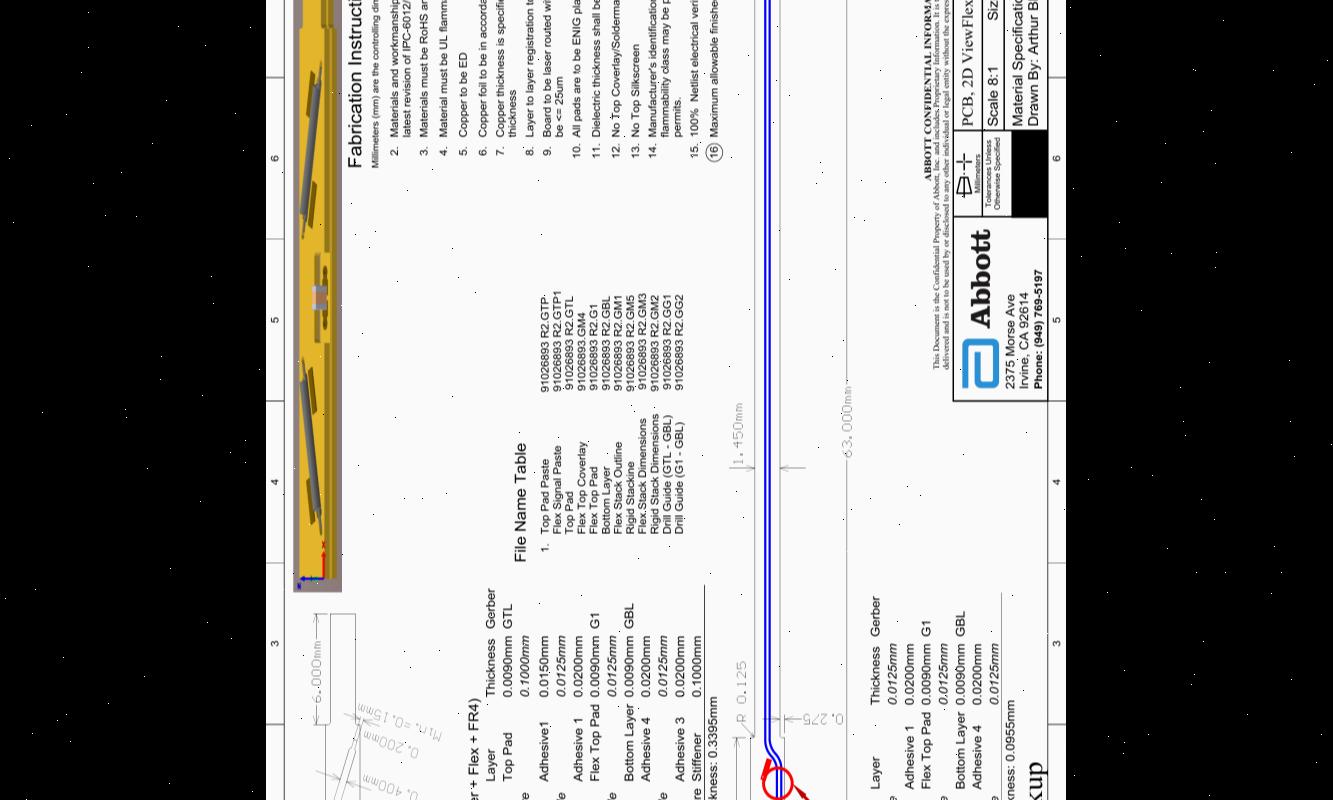 Fabrication Instructi
Millimeters (mm) are the controlling dim
2. Materials and workmanship
latest revision of IPC-6012/
3. Materials must be RoHS an
4. Material must be UL flamm
5. Copper to be ED
6. Copper foil to be in accorda
7. Copper thickness is specifi
thickness
8. Layer to layer registration to
9. Board to be laser routed wi
be <= 25um
10. All pads are to be ENIG pla
11. Dielectric thickness shall be
12. No Top Coverlay/Solderma
13. No Top Silkscreen
14. Manufacturer's identification
flammability class may be p
permits.
15. 100% Netlist electrical veri
16 Maximum allowable finishe
File Name Table
1. Top Pad Paste 91026893 R2.GTP
Flex Signal Paste 91026893 R2.GTP1
Top Pad 91026893 R2.GTL
Flex Top Coverlay 91026893.GM4
Flex Top Pad 91026893 R2.G1
Bottom Layer 91026893 R2.GBL
Flex Stack Outline 91026893 R2.GM1
Rigid Stackine 91026893 R2.GM5
Flex.Stack Dimensions 91026893 R2.GM3
Rigid Stack Dimensions 91026893 R2.GM2
Drill Guide (GTL - GBL) 91026893 R2.GG1
Drill Guide (G1 - GBL) 91026893 R2.GG2
r + Flex + FR4)
Layer Thickness Gerber
Top Pad 0.0090mm GTL
e 0.1000mm
Adhesive1 0.0150mm
e 0.0125mm
Adhesive 1 0.0200mm
Flex Top Pad 0.0090mm G1
e 0.0125mm
Bottom Layer 0.0090mm GBL
Adhesive 4 0.0200mm
e 0.0125mm
Adhesive 3 0.0200mm
re Stiffener 0.1000mm
kness: 0.3395mm
6.000mm
Min.=0.15mm
0.200mm
0.400mm
1.450mm
R 0.125
0.275
63.000mm
Layer Thickness Gerber
e 0.0125mm
Adhesive 1 0.0200mm
Flex Top Pad 0.0090mm G1
e 0.0125mm
Bottom Layer 0.0090mm GBL
Adhesive 4 0.0200mm
e 0.0125mm
kness: 0.0955mm
kup
ABBOTT CONFIDENTIAL INFORMA
This Document is the Confidential Property of Abbott, Inc. and includes Proprietary Information. It is t
delivered and is not to be used by or disclosed to any other individual or legal entity without the expres
Abbott
2375 Morse Ave
Irvine, CA 92614
Phone: (949) 769-5197
Millimeters
Tolerances Unless
Otherwise Specified
PCB, 2D ViewFlex
Scale 8:1 Siz
Material Specificatio
Drawn By: Arthur Bl
3
4
5
6
3
4
5
6